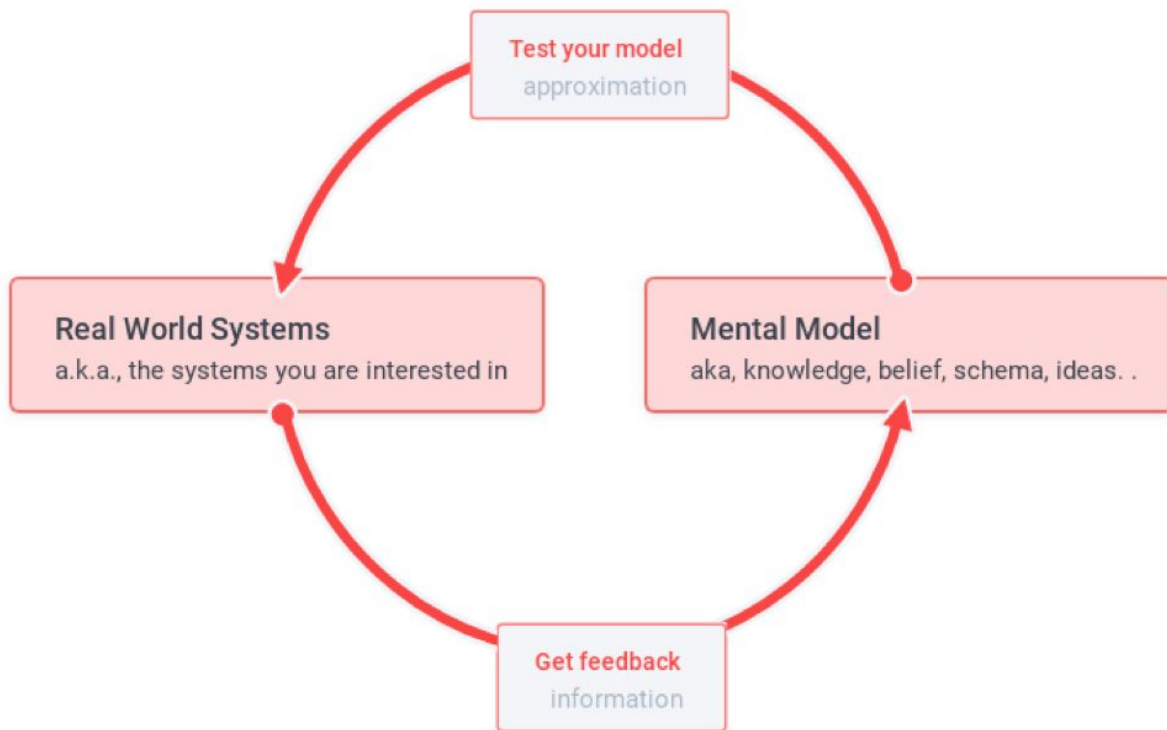 Test your model
approximation
Real World Systems
a.k.a., the systems you are interested in
Mental Model
aka, knowledge, belief, schema, ideas. .
Get feedback
information